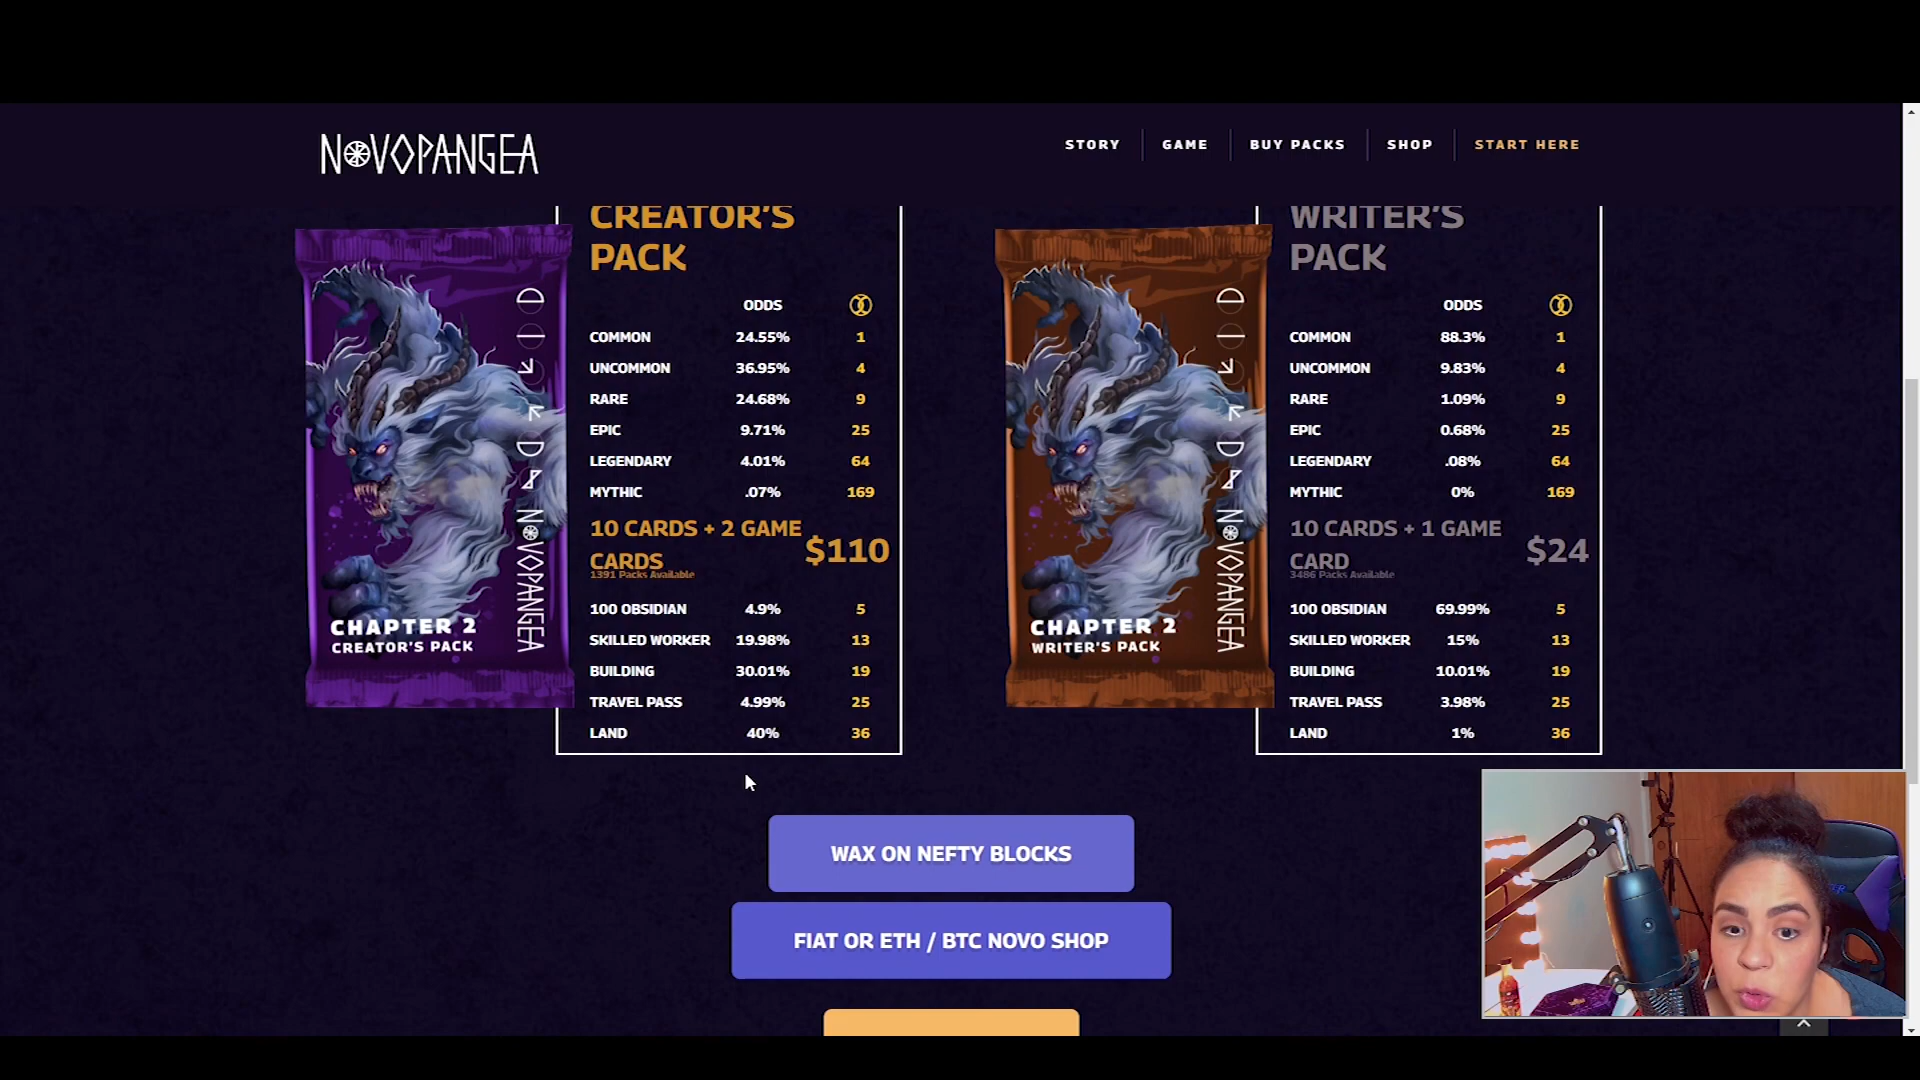 NOVOPANGEA
STORY
GAME
BUY PACKS
SHOP
START HERE
CREATOR'S
PACK
ODDS
COMMON 24.55% 1
UNCOMMON 36.95% 4
RARE 24.68% 9
EPIC 9.71% 25
LEGENDARY 4.01% 64
MYTHIC .07% 169
10 CARDS + 2 GAME
CARDS
$110
1391 Packs Available
100 OBSIDIAN 4.9% 5
SKILLED WORKER 19.98% 13
BUILDING 30.01% 19
TRAVEL PASS 4.99% 25
LAND 40% 36
NOVOPANGEA
CHAPTER 2
CREATOR'S PACK
WRITER'S
PACK
ODDS
COMMON 88.3% 1
UNCOMMON 9.83% 4
RARE 1.09% 9
EPIC 0.68% 25
LEGENDARY .08% 64
MYTHIC 0% 169
10 CARDS + 1 GAME
CARD
$24
3486 Packs Available
100 OBSIDIAN 69.99% 5
SKILLED WORKER 15% 13
BUILDING 10.01% 19
TRAVEL PASS 3.98% 25
LAND 1% 36
NOVOPANGEA
CHAPTER 2
WRITER'S PACK
WAX ON NEFTY BLOCKS
FIAT OR ETH / BTC NOVO SHOP